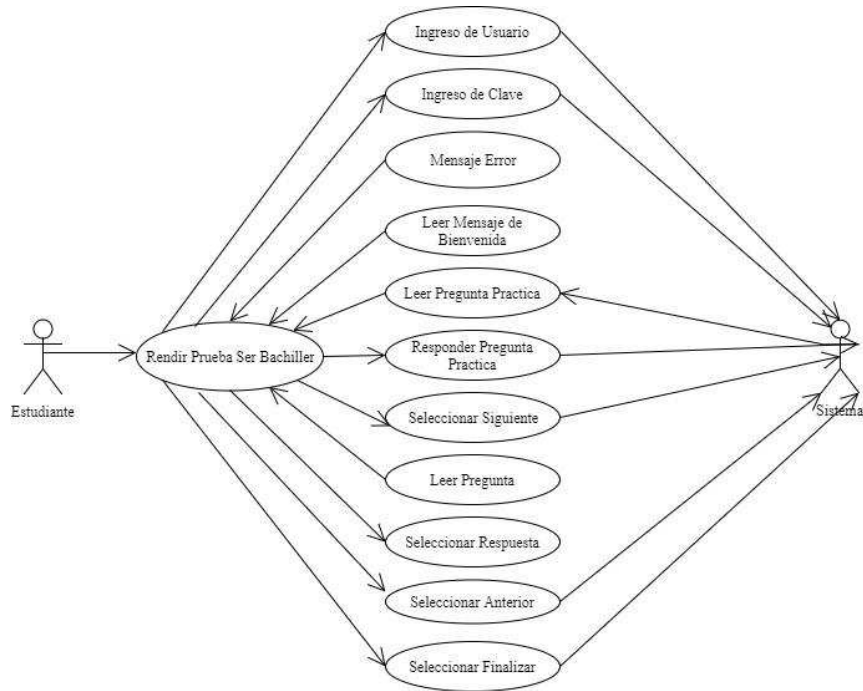 Ingreso de Usuario
Ingreso de Clave
Mensaje Error
Leer Mensaje de
Bienvenida
Leer Pregunta Practica
Rendir Prueba Ser Bachiller
Responder Pregunta
Practica
Estudiante
Sistema
Seleccionar Siguiente
Leer Pregunta
Seleccionar Respuesta
Seleccionar Anterior
Seleccionar Finalizar